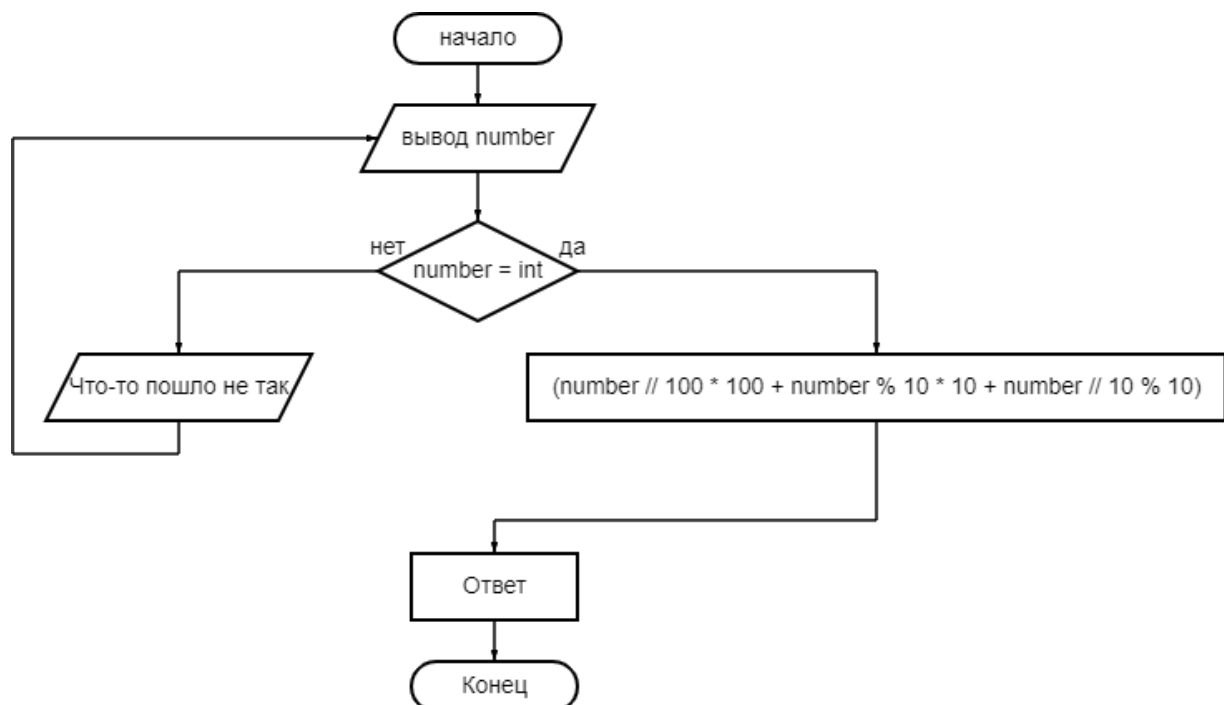 начало
вывод number
нет
да
number = int
Что-то пошло не так
(number // 100 * 100 + number % 10 * 10 + number // 10 % 10)
Ответ
Конец